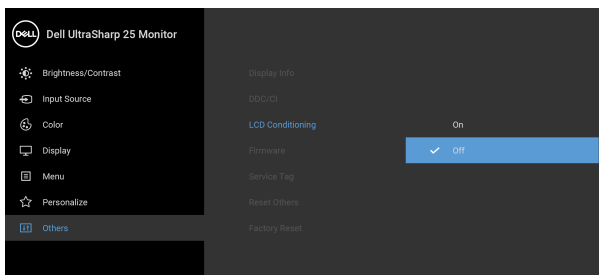 DELL Dell UltraSharp 25 Monitor
Brightness/Contrast
Display Info
Input Source
DDC/CI
Color
LCD Conditioning
On
Display
Firmware
Off
Menu
Service Tag
Personalize
Reset Others
Others
Factory Reset